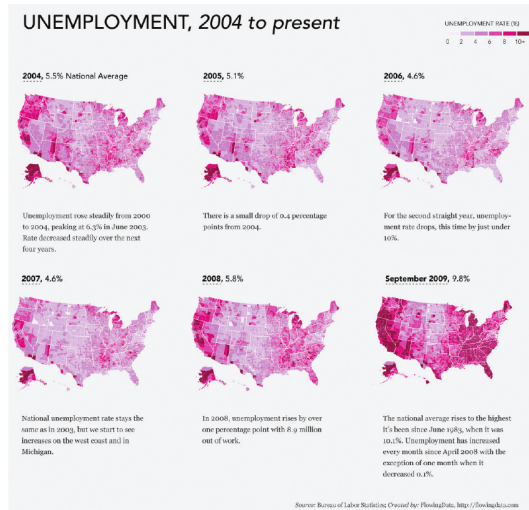 UNEMPLOYMENT, 2004 to present
UNEMPLOYMENT RATE (%)
0 2 4 6 8 10+
2004, 5.5% National Average
2005, 5.1%
2006, 4.6%
Unemployment rose steadily from 2000
to 2004, peaking at 6.3% in June 2003.
Rate decreased steadily over the next
four years.
There is a small drop of 0.4 percentage
points from 2004.
For the second straight year, unemploy-
ment rate drops, this time by just under
10%.
2007, 4.6%
2008, 5.8%
September 2009, 9.8%
National unemployment rate stays the
same as in 2003, but we start to see
increases on the west coast and in
Michigan.
In 2008, unemployment rises by over
one percentage point with 8.9 million
out of work.
The national average rises to the highest
it's been since June 1983, when it was
10.1%. Unemployment has increased
every month since April 2008 with the
exception of one month when it
decreased 0.1%.
Source: Bureau of Labor Statistics; Created by: FlowingData, http://flowingdata.com